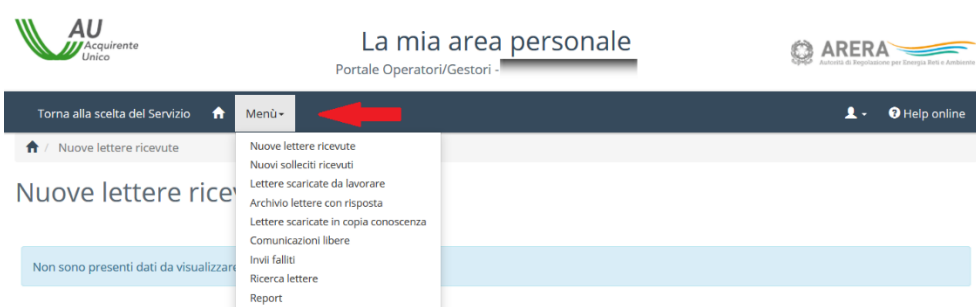 AU
Acquirente
Unico
La mia area personale
Portale Operatori/Gestori -
ARERA
Autorità di Regolazione per Energia Reti e Ambiente
Torna alla scelta del Servizio Menù Help online
/ Nuove lettere ricevute
Nuove lettere rice
Nuove lettere ricevute
Nuovi solleciti ricevuti
Lettere scaricate da lavorare
Archivio lettere con risposta
Lettere scaricate in copia conoscenza
Comunicazioni libere
Invii falliti
Ricerca lettere
Report
Non sono presenti dati da visualizzare